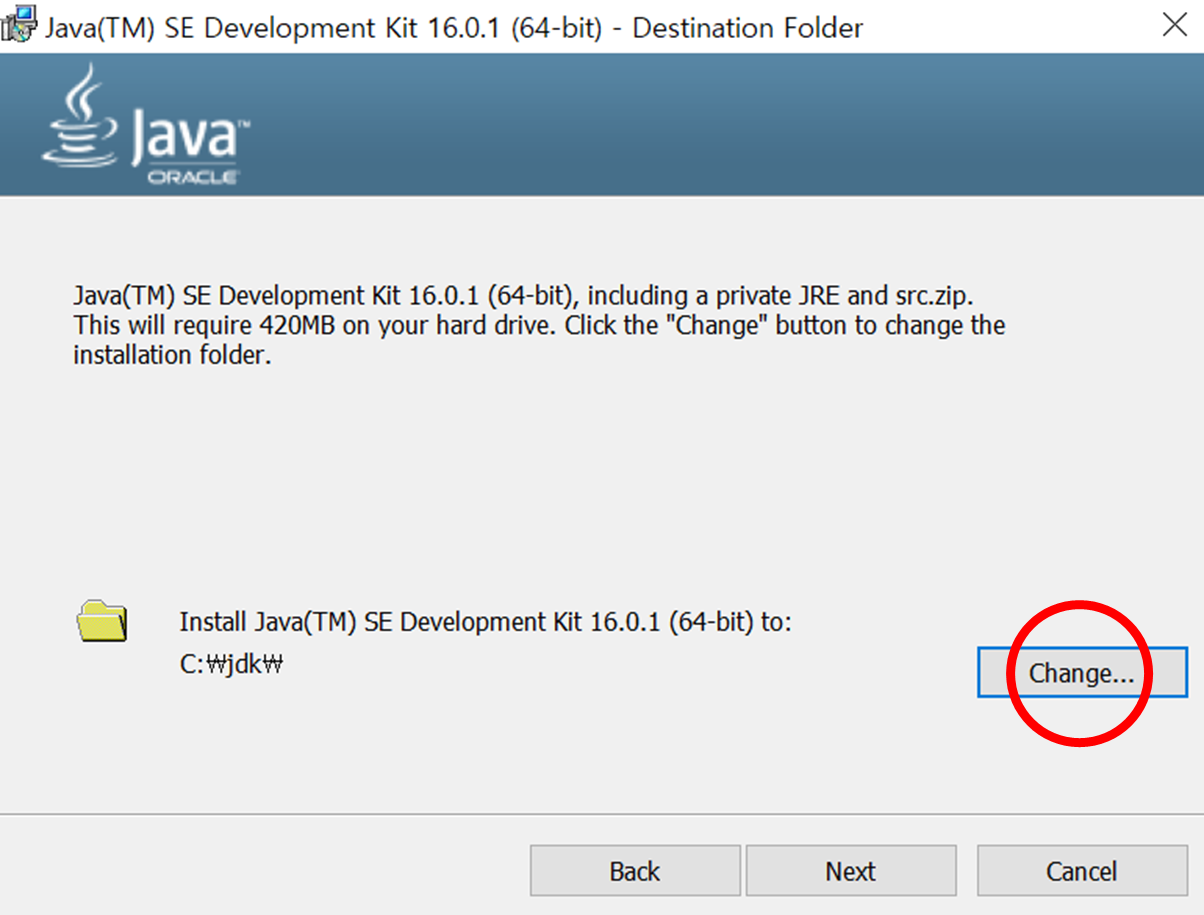 Java(TM) SE Development Kit 16.0.1 (64-bit) - Destination Folder
Java™
ORACLE
Java(TM) SE Development Kit 16.0.1 (64-bit), including a private JRE and src.zip.
This will require 420MB on your hard drive. Click the "Change" button to change the
installation folder.
Install Java(TM) SE Development Kit 16.0.1 (64-bit) to:
C:₩jdk₩
Change...
Back
Next
Cancel